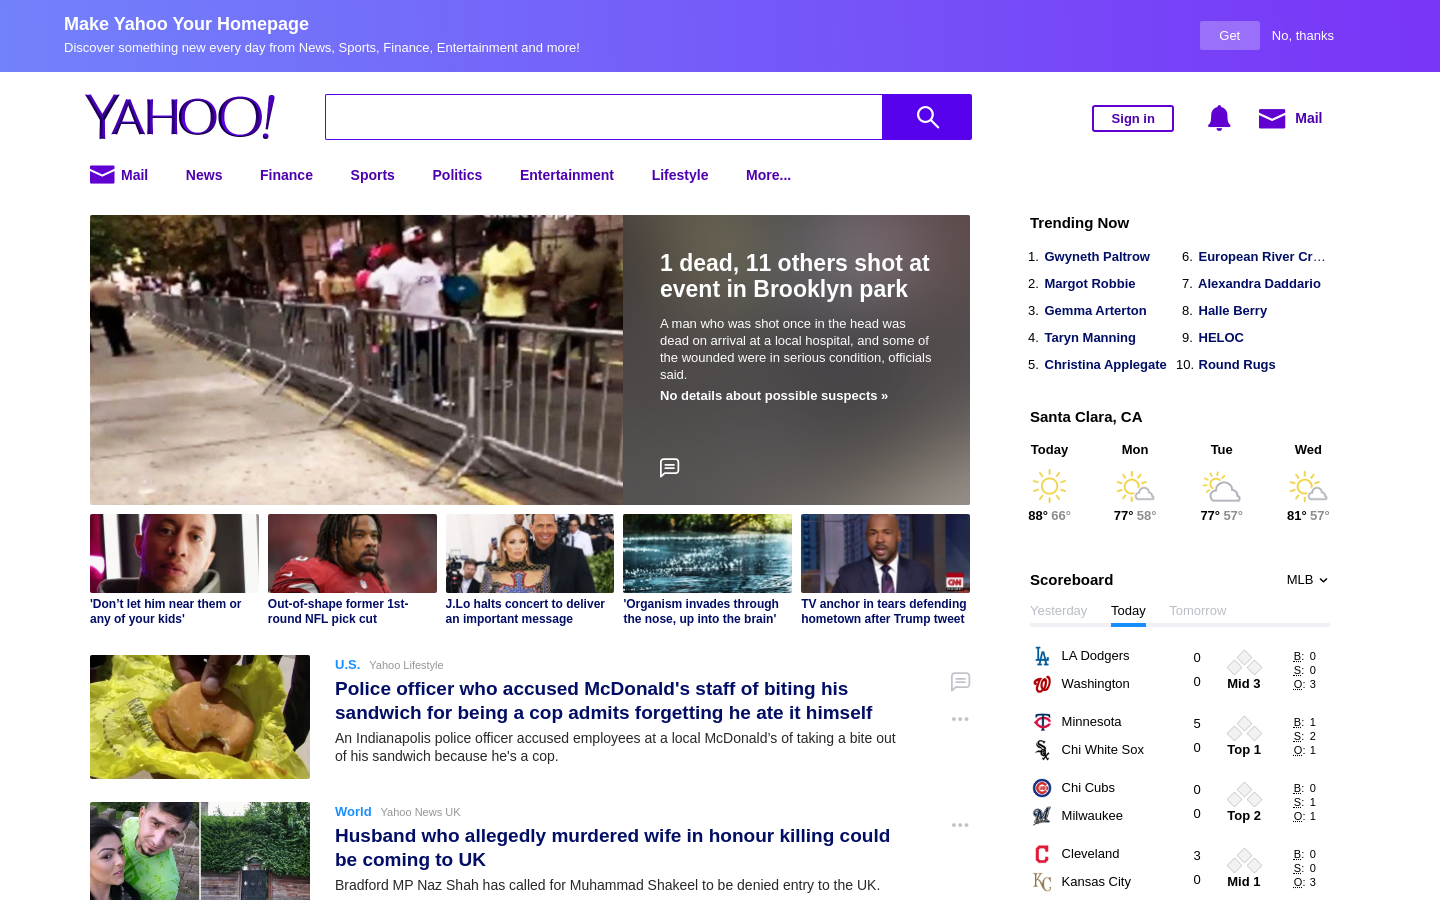 Make Yahoo Your Homepage
Discover something new every day from News, Sports, Finance, Entertainment and more!
Get
No, thanks
YAHOO!
Sign in
Mail
Mail
News
Finance
Sports
Politics
Entertainment
Lifestyle
More...
1 dead, 11 others shot at
event in Brooklyn park
A man who was shot once in the head was
dead on arrival at a local hospital, and some of
the wounded were in serious condition, officials
said.
No details about possible suspects »
'Don't let him near them or
any of your kids'
Out-of-shape former 1st-
round NFL pick cut
J.Lo halts concert to deliver
an important message
'Organism invades through
the nose, up into the brain'
CNN
TV anchor in tears defending
hometown after Trump tweet
U.S. Yahoo Lifestyle
Police officer who accused McDonald's staff of biting his
sandwich for being a cop admits forgetting he ate it himself
An Indianapolis police officer accused employees at a local McDonald's of taking a bite out
of his sandwich because he's a cop.
World Yahoo News UK
Husband who allegedly murdered wife in honour killing could
be coming to UK
Bradford MP Naz Shah has called for Muhammad Shakeel to be denied entry to the UK.
Trending Now
1. Gwyneth Paltrow
2. Margot Robbie
3. Gemma Arterton
4. Taryn Manning
5. Christina Applegate
6. European River Cr…
7. Alexandra Daddario
8. Halle Berry
9. HELOC
10. Round Rugs
Santa Clara, CA
Today Mon Tue Wed
88° 66° 77° 58° 77° 57° 81° 57°
Scoreboard MLB
Yesterday Today Tomorrow
LA Dodgers 0
Washington 0
Mid 3
B: 0
S: 0
O: 3
Minnesota 5
Chi White Sox 0
Top 1
B: 1
S: 2
O: 1
Chi Cubs 0
Milwaukee 0
Top 2
B: 0
S: 1
O: 1
Cleveland 3
Kansas City 0
Mid 1
B: 0
S: 0
O: 3